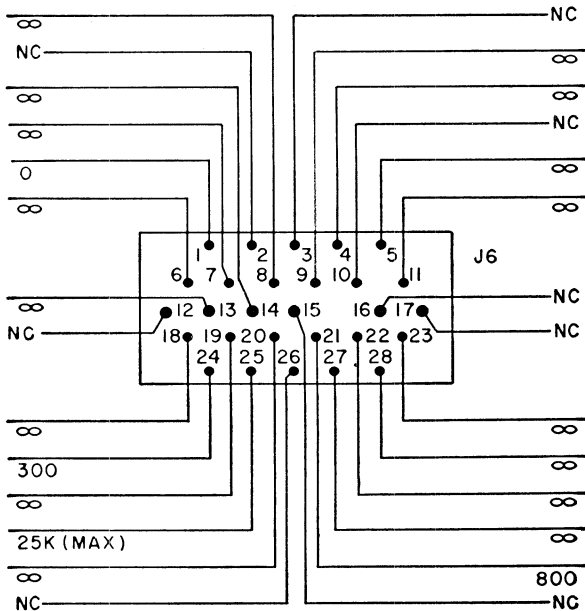 ∞ NC
NC ∞
∞ ∞
∞ NC
0 ∞
∞ ∞
1 2 3 4 5 J6
6 7 8 9 10 11
∞ 12 13 14 15 16 17 NC
NC NC
18 19 20 21 22 23
24 25 26 27 28
∞ ∞
300 ∞
∞ ∞
25K (MAX) ∞
∞ 800
NC NC